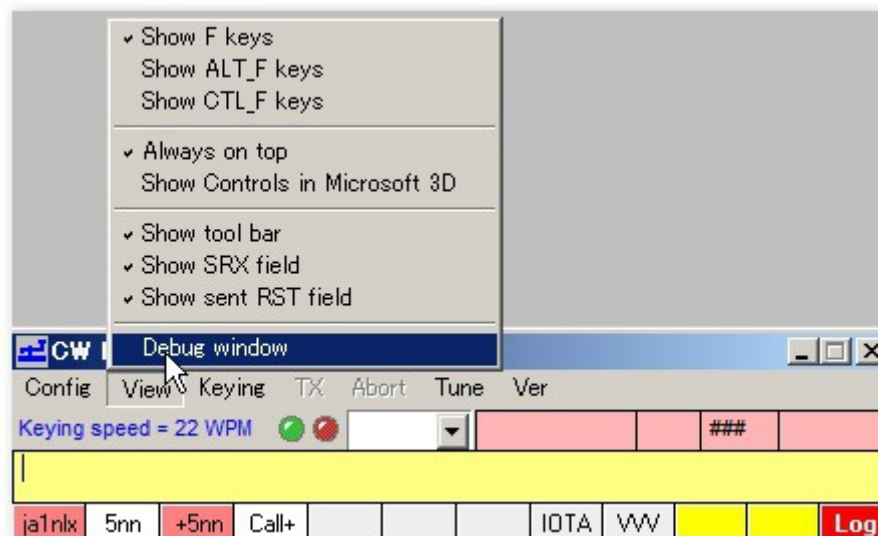 Show F keys
Show ALT_F keys
Show CTL_F keys
Always on top
Show Controls in Microsoft 3D
Show tool bar
Show SRX field
Show sent RST field
Debug window
CW
Config View Keying TX Abort Tune Ver
Keying speed = 22 WPM ###
ja1nlx 5nn +5nn Call+ IOTA VVV Log